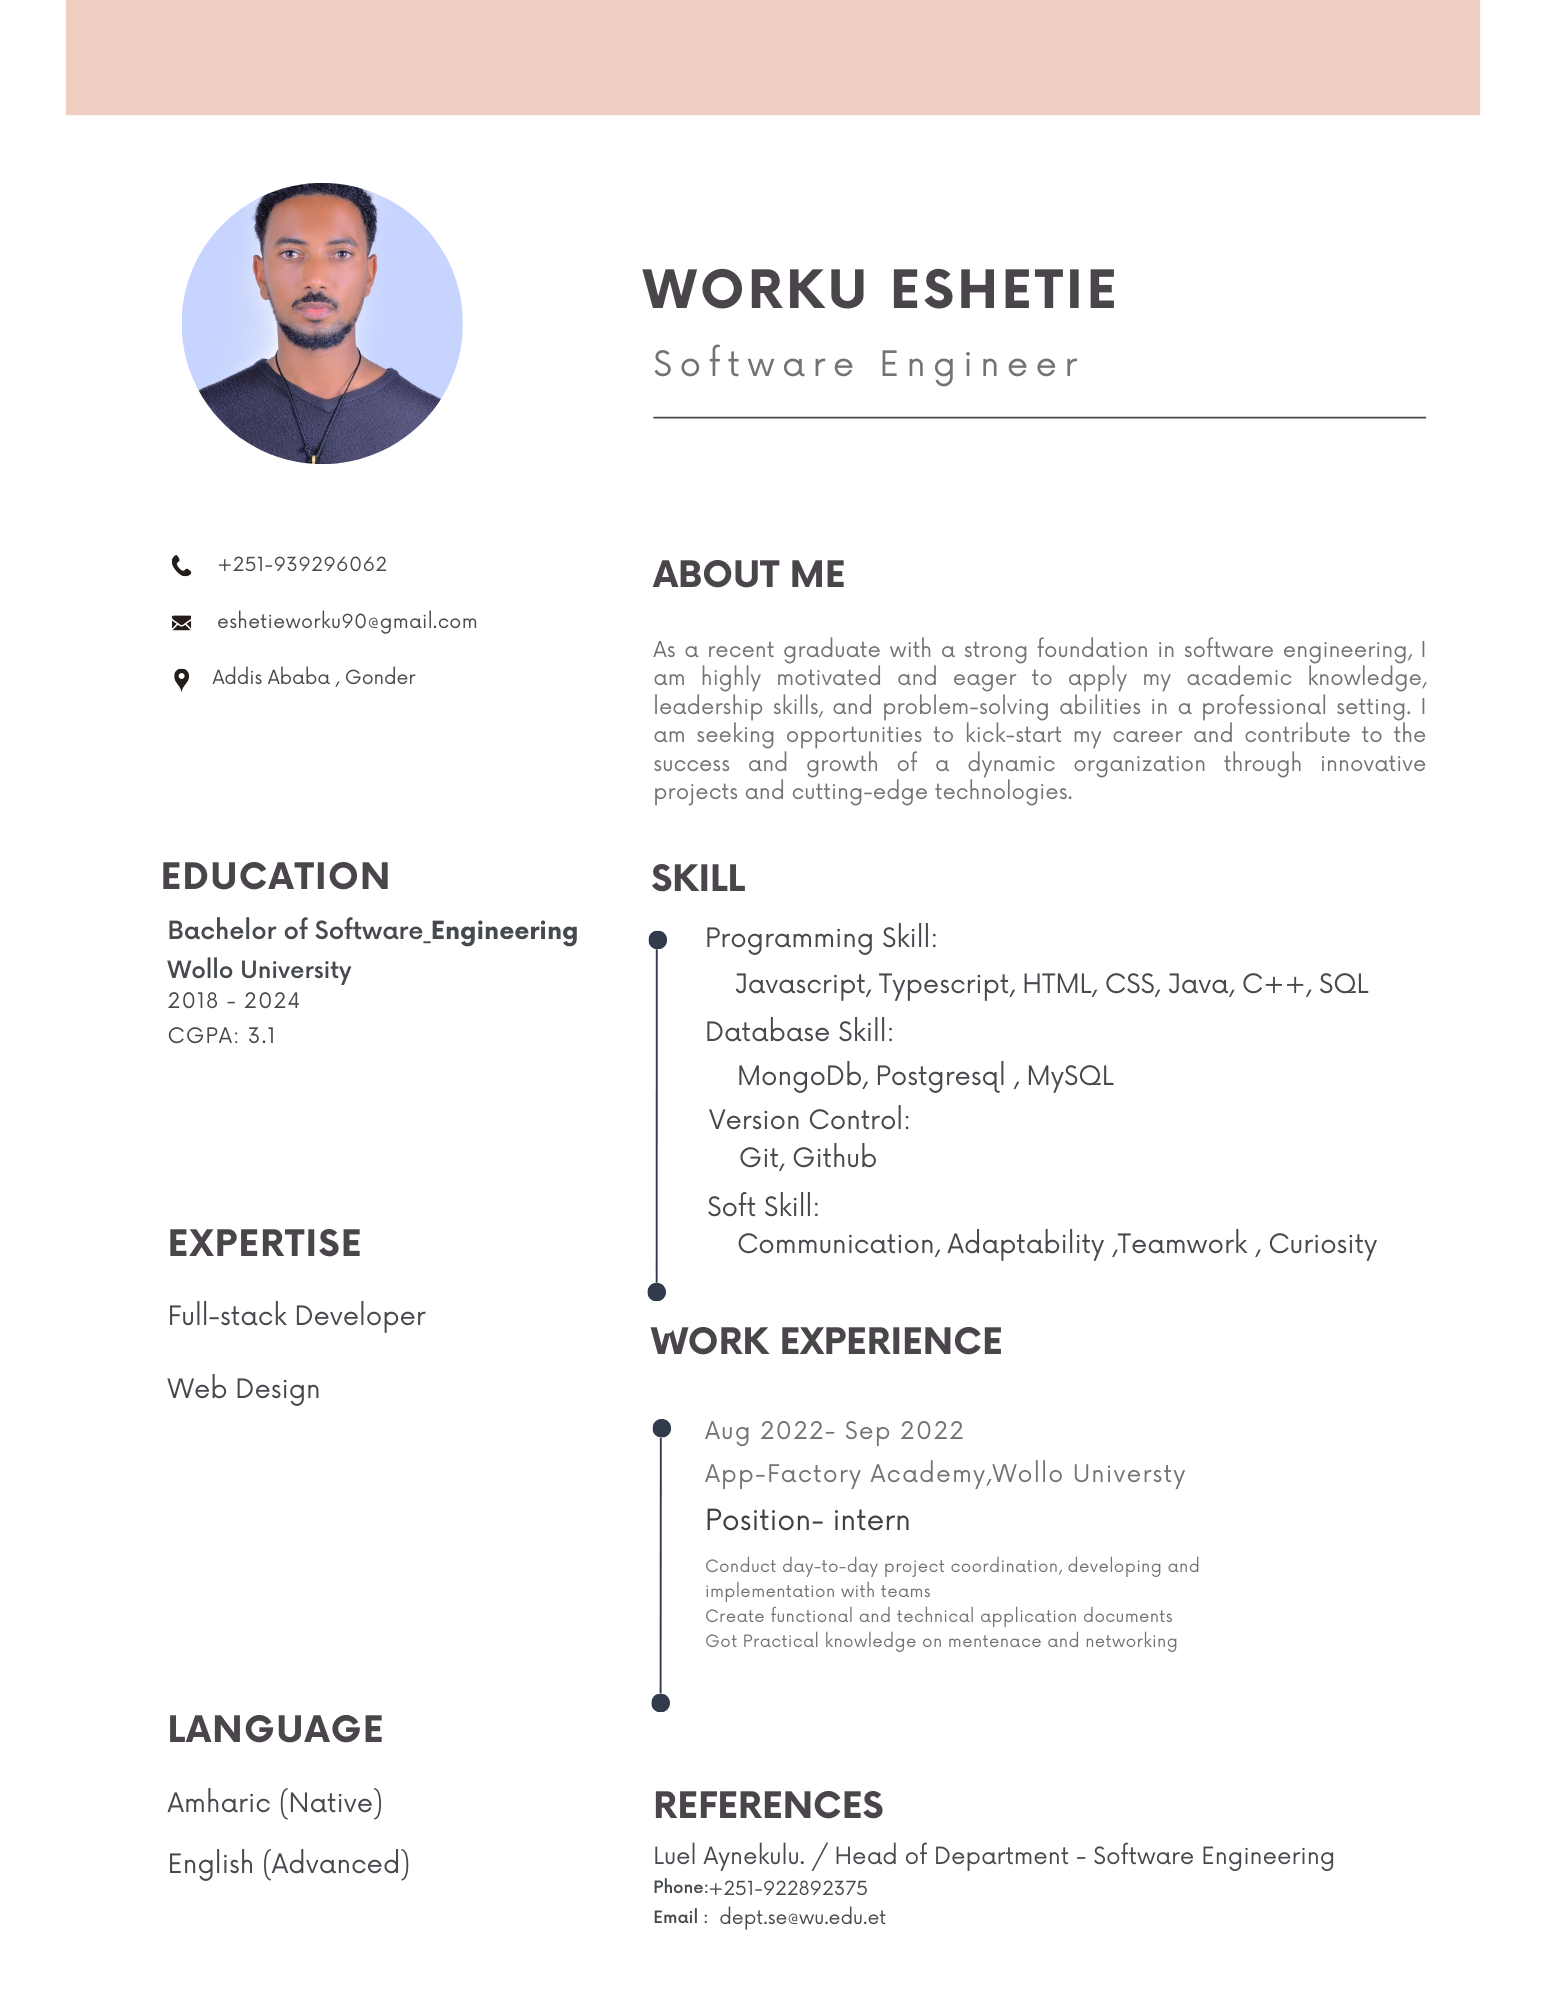 WORKU ESHETIE
Software Engineer
+251-939296062
eshetieworku90@gmail.com
Addis Ababa , Gonder
EDUCATION
Bachelor of Software_Engineering
Wollo University
2018 - 2024
CGPA: 3.1
EXPERTISE
Full-stack Developer
Web Design
LANGUAGE
Amharic (Native)
English (Advanced)
ABOUT ME
As a recent graduate with a strong foundation in software engineering, I
am highly motivated and eager to apply my academic knowledge,
leadership skills, and problem-solving abilities in a professional setting. I
am seeking opportunities to kick-start my career and contribute to the
success and growth of a dynamic organization through innovative
projects and cutting-edge technologies.
SKILL
Programming Skill:
Javascript, Typescript, HTML, CSS, Java, C++, SQL
Database Skill:
MongoDb, Postgresql , MySQL
Version Control:
Git, Github
Soft Skill:
Communication, Adaptability ,Teamwork , Curiosity
WORK EXPERIENCE
Aug 2022- Sep 2022
App-Factory Academy,Wollo Universty
Position- intern
Conduct day-to-day project coordination, developing and
implementation with teams
Create functional and technical application documents
Got Practical knowledge on mentenace and networking
REFERENCES
Luel Aynekulu. / Head of Department - Software Engineering
Phone:+251-922892375
Email : dept.se@wu.edu.et